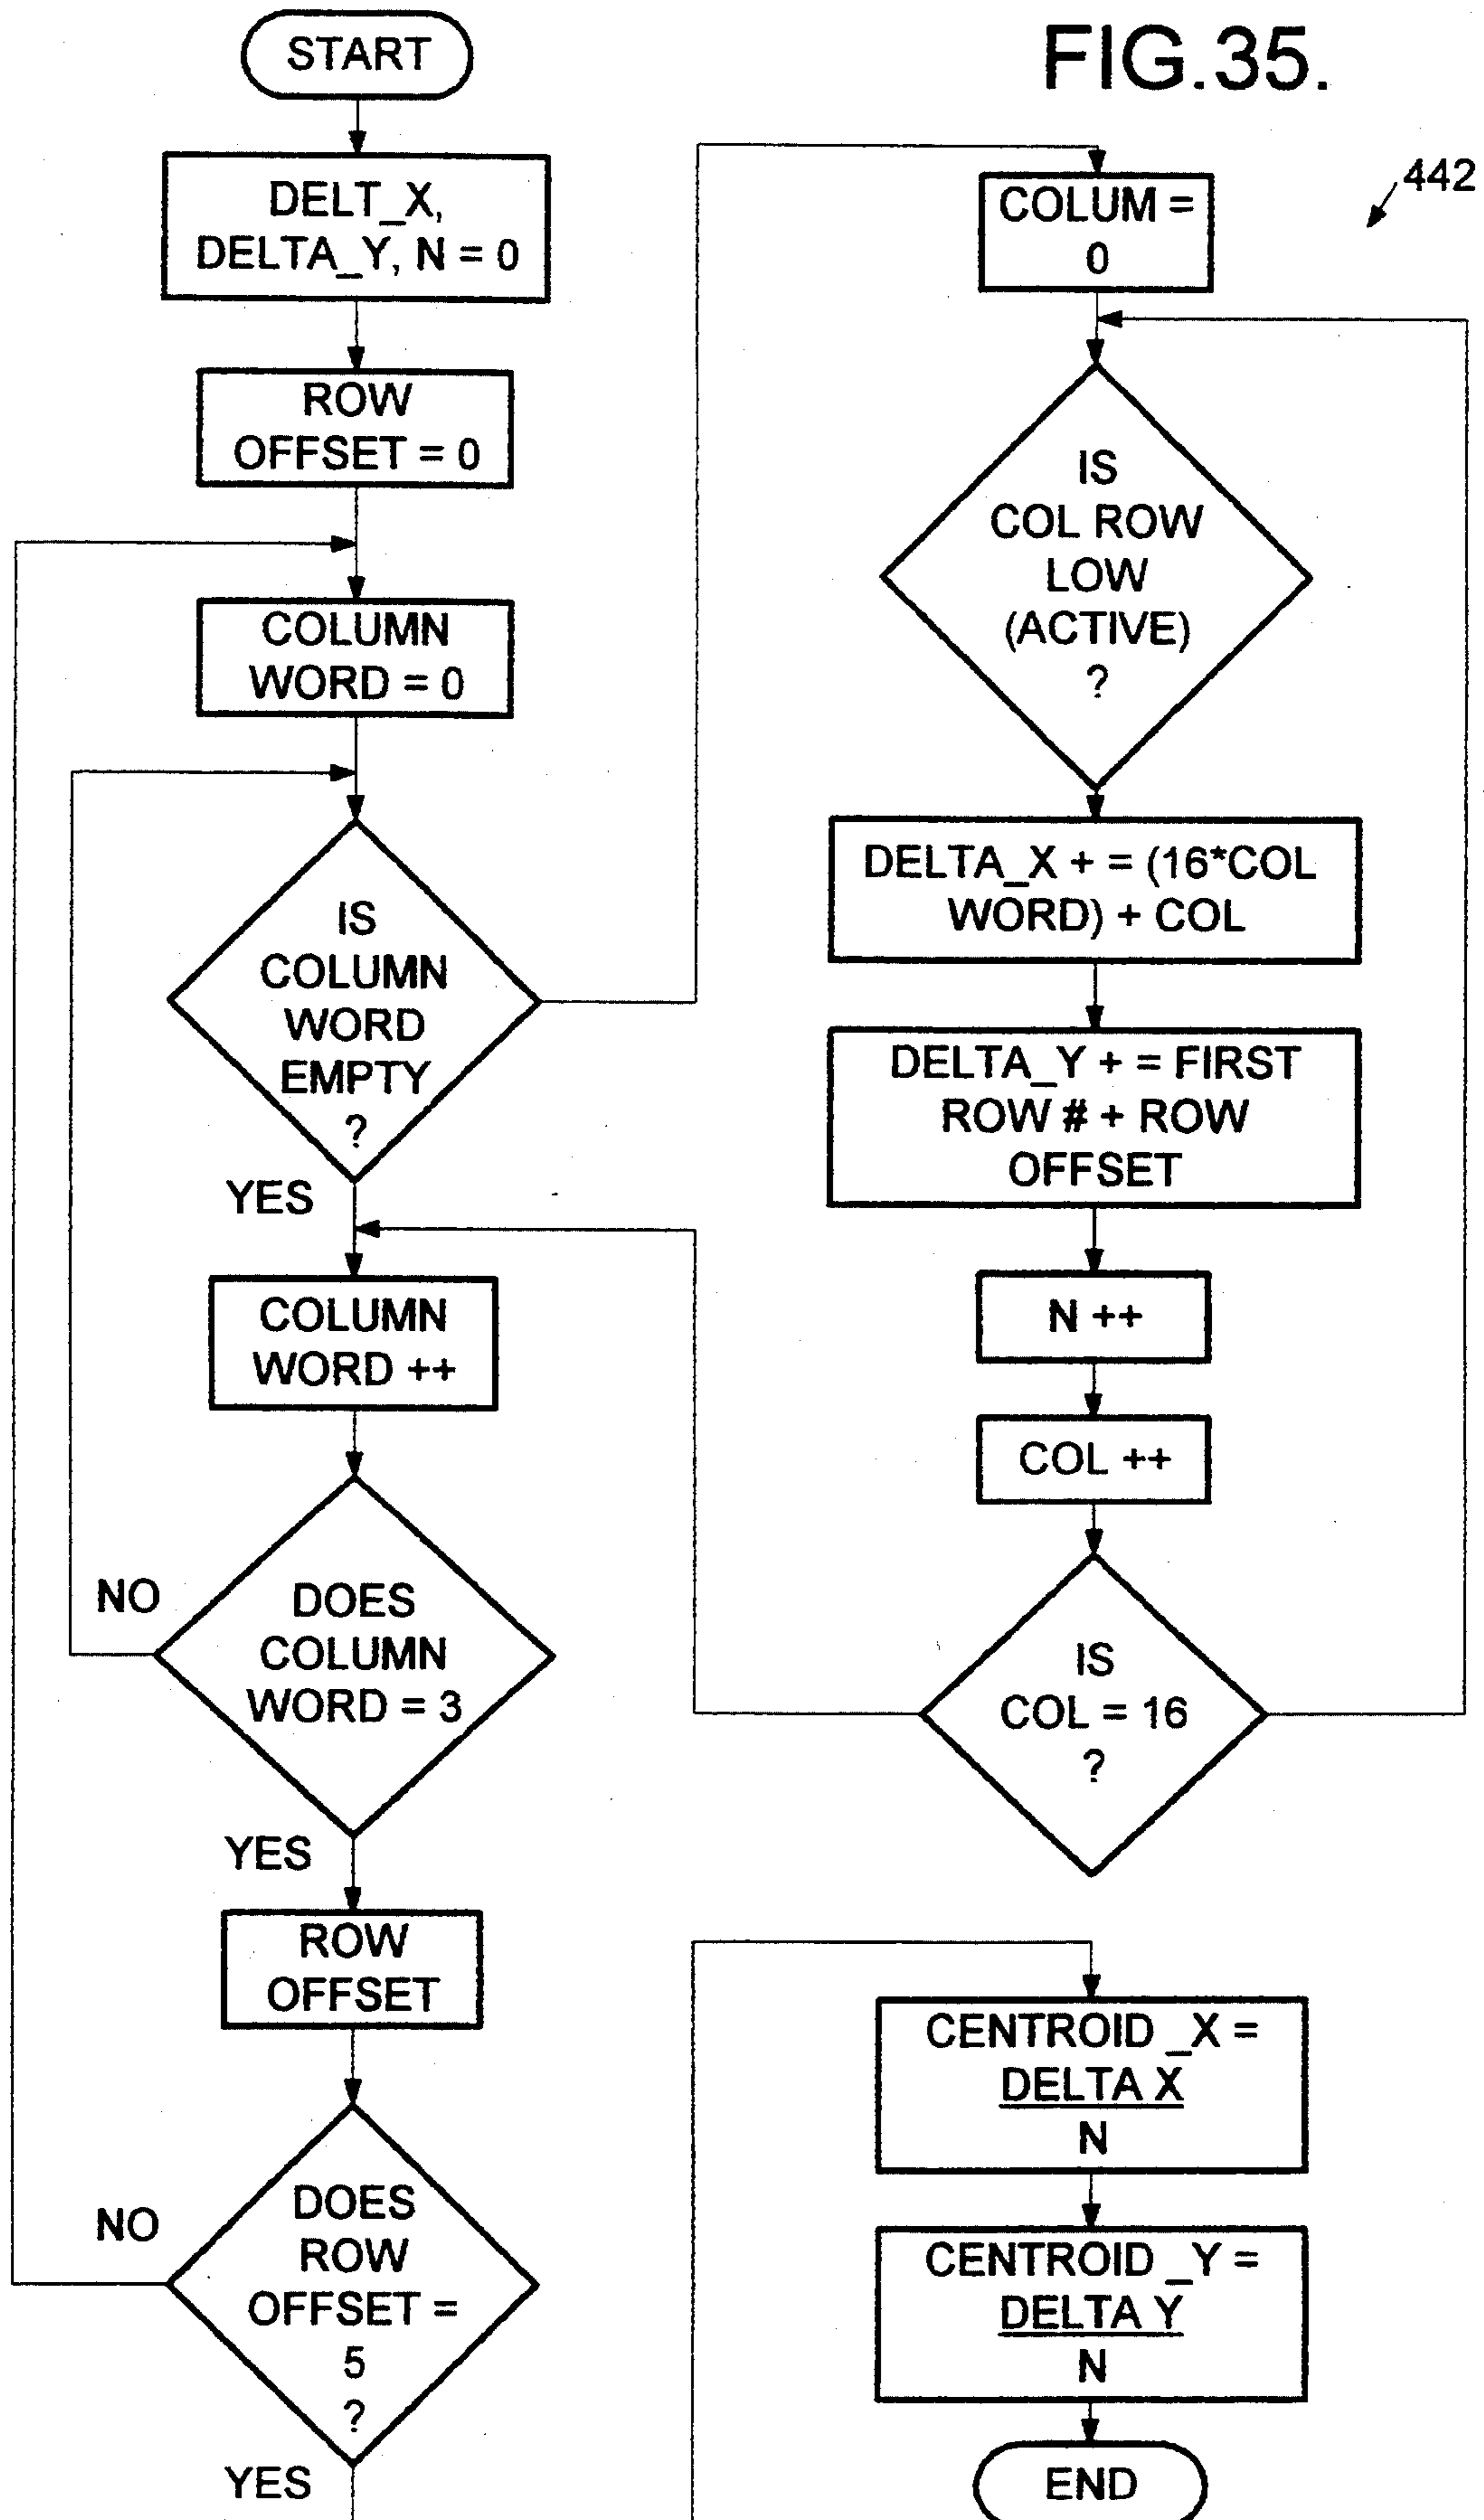 FIG.35.
442
START
DELT_X,
DELTA_Y, N = 0
ROW
OFFSET = 0
COLUMN
WORD = 0
IS
COLUMN
WORD
EMPTY
?
YES
COLUMN
WORD ++
DOES
COLUMN
WORD = 3
NO
YES
ROW
OFFSET
DOES
ROW
OFFSET =
5
?
NO
YES
COLUM =
0
IS
COL ROW
LOW
(ACTIVE)
?
DELTA_X + = (16*COL
WORD) + COL
DELTA_Y + = FIRST
ROW # + ROW
OFFSET
N ++
COL ++
IS
COL = 16
?
CENTROID _X =
DELTA X
N
CENTROID _Y =
DELTA Y
N
END